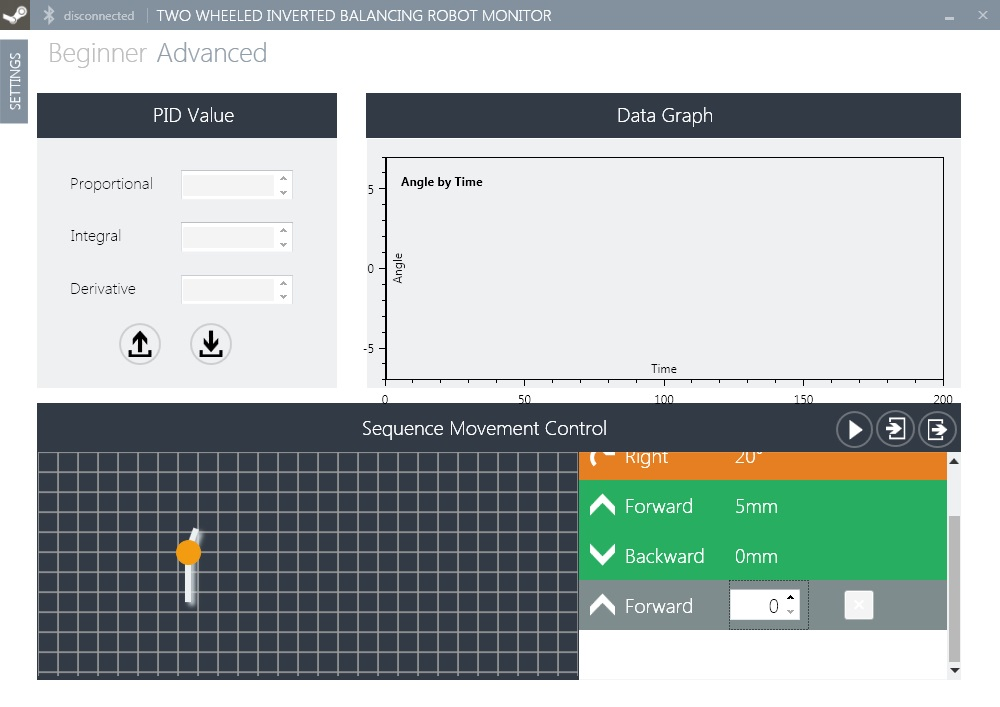 disconnected TWO WHEELED INVERTED BALANCING ROBOT MONITOR
SETTINGS
Beginner Advanced
PID Value
Proportional
Integral
Derivative
Data Graph
Angle by Time
5
0
-5
Angle
Time
0 50 100 150 200
Sequence Movement Control
Right 20°
Forward 5mm
Backward 0mm
Forward 0